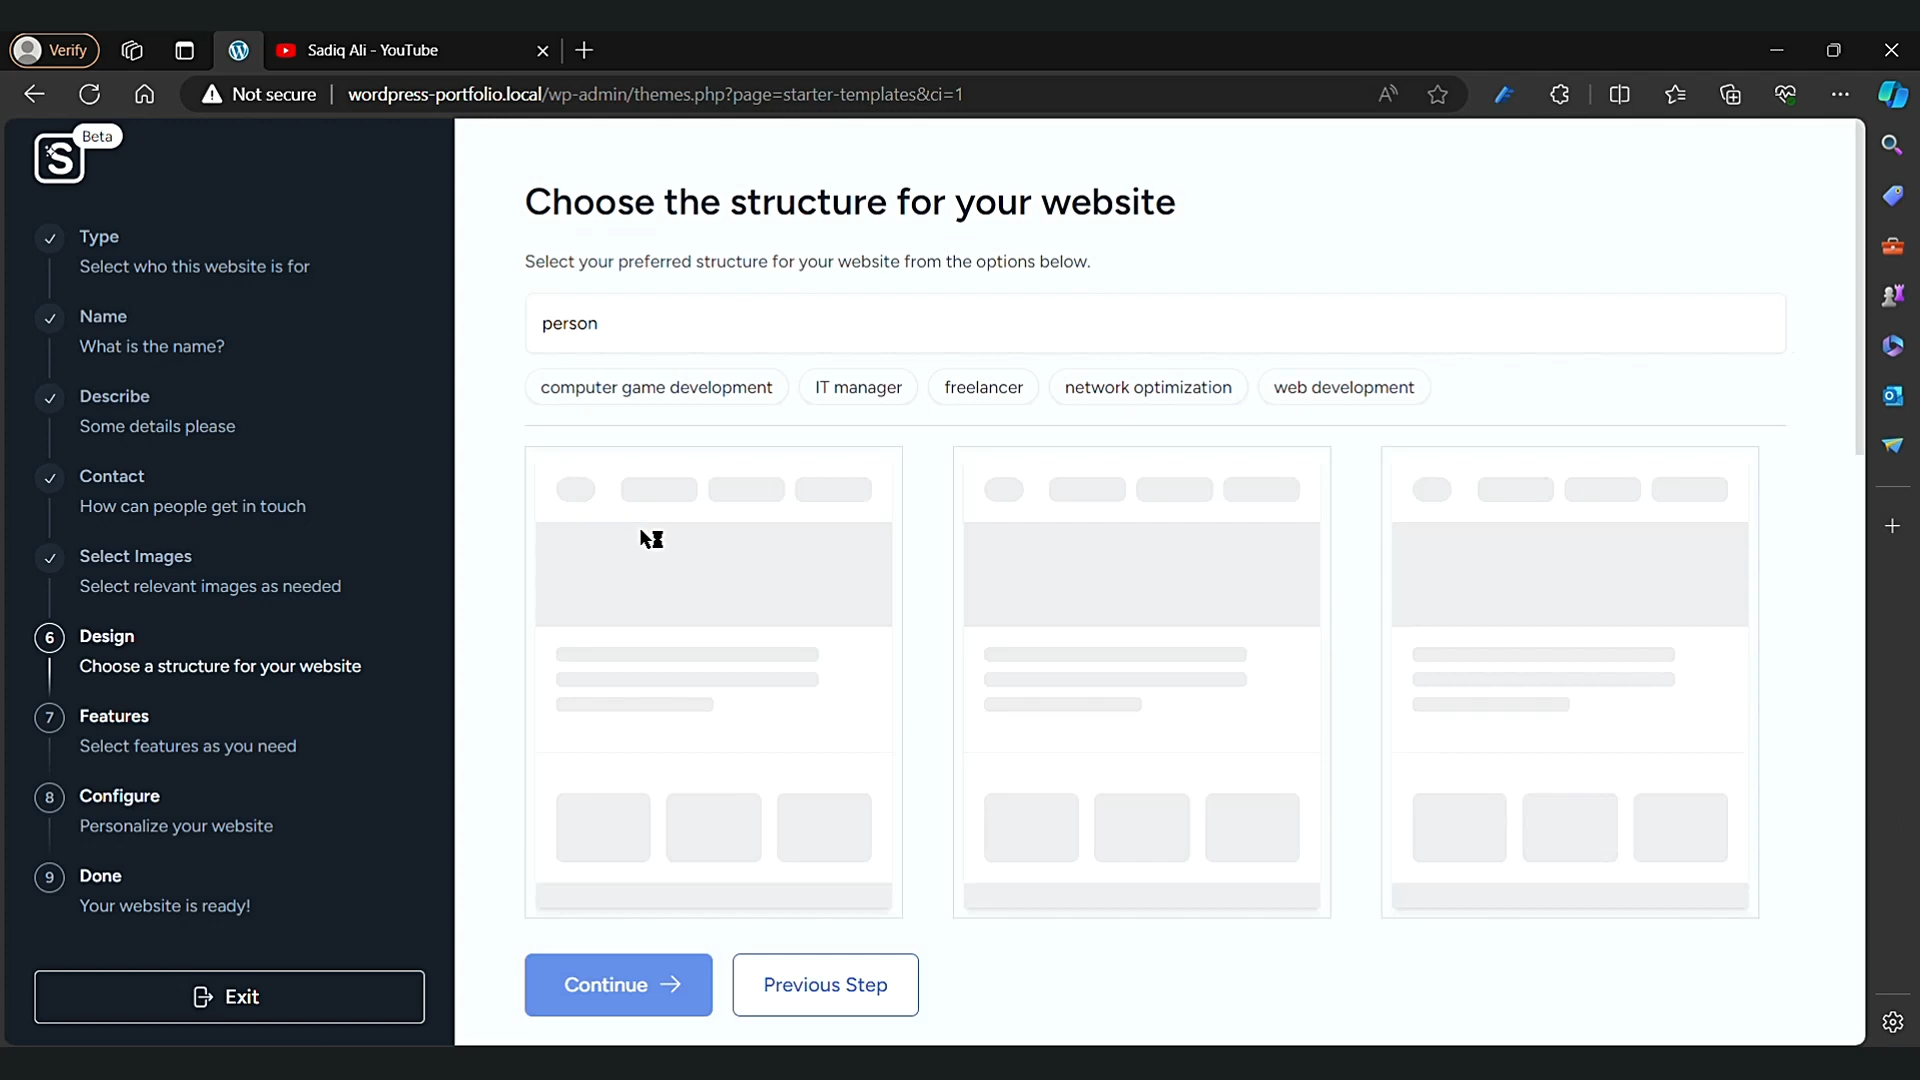 Verify
Sadiq Ali - YouTube
Not secure
wordpress-portfolio.local/wp-admin/themes.php?page=starter-templates&ci=1
S
Beta
Type
Select who this website is for
Name
What is the name?
Describe
Some details please
Contact
How can people get in touch
Select Images
Select relevant images as needed
6
Design
Choose a structure for your website
7
Features
Select features as you need
8
Configure
Personalize your website
9
Done
Your website is ready!
Exit
Choose the structure for your website
Select your preferred structure for your website from the options below.
person
computer game development
IT manager
freelancer
network optimization
web development
Continue →
Previous Step